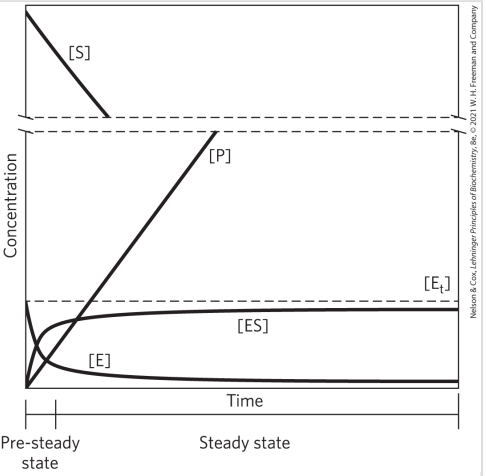 [S]
[P]
[Eₜ]
[ES]
[E]
Concentration
Time
Pre-steady
state
Steady state
Nelson & Cox, Lehninger Principles of Biochemistry, 8e, © 2021 W. H. Freeman and Company